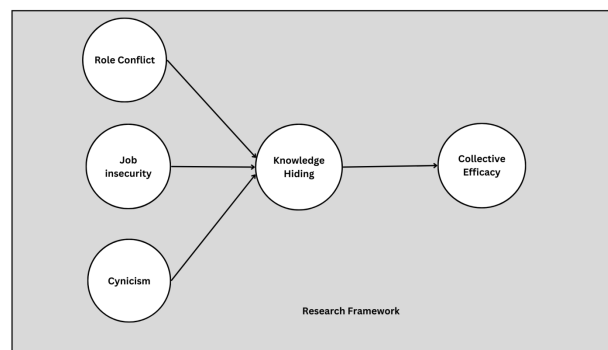 Role Conflict
Job
insecurity
Knowledge
Hiding
Collective
Efficacy
Cynicism
Research Framework